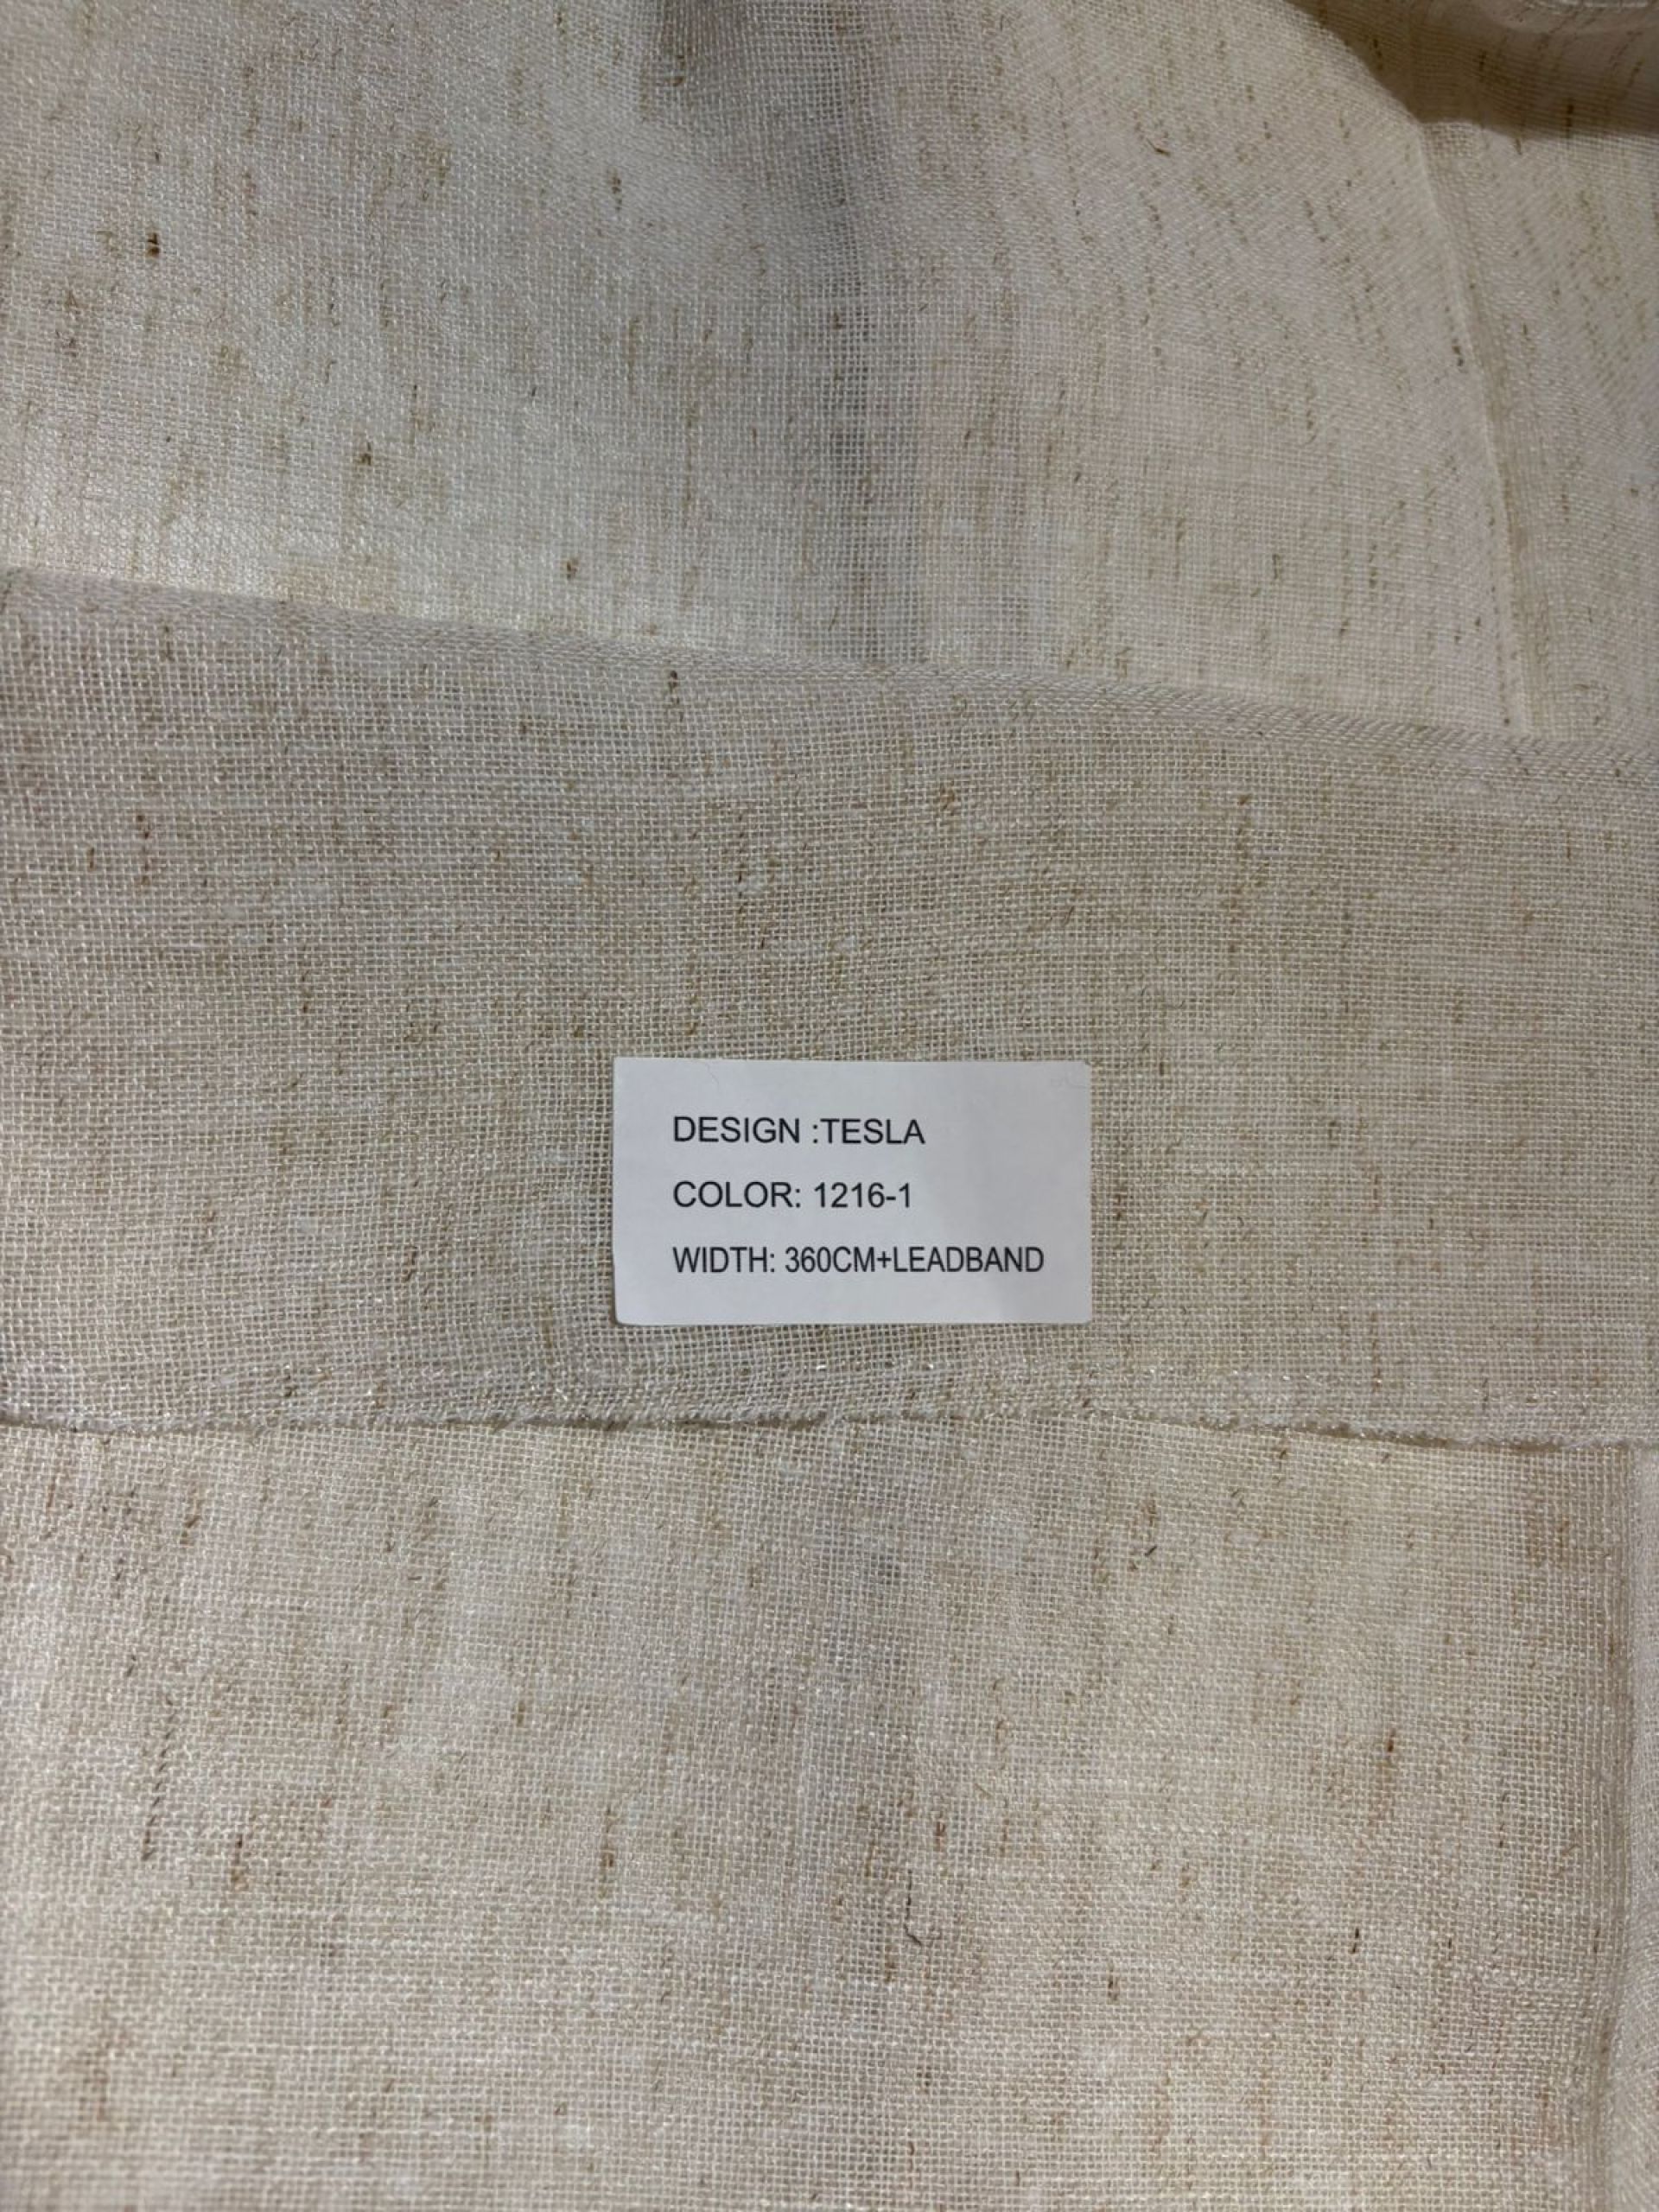 DESIGN :TESLA
COLOR: 1216-1
WIDTH: 360CM+LEADBAND